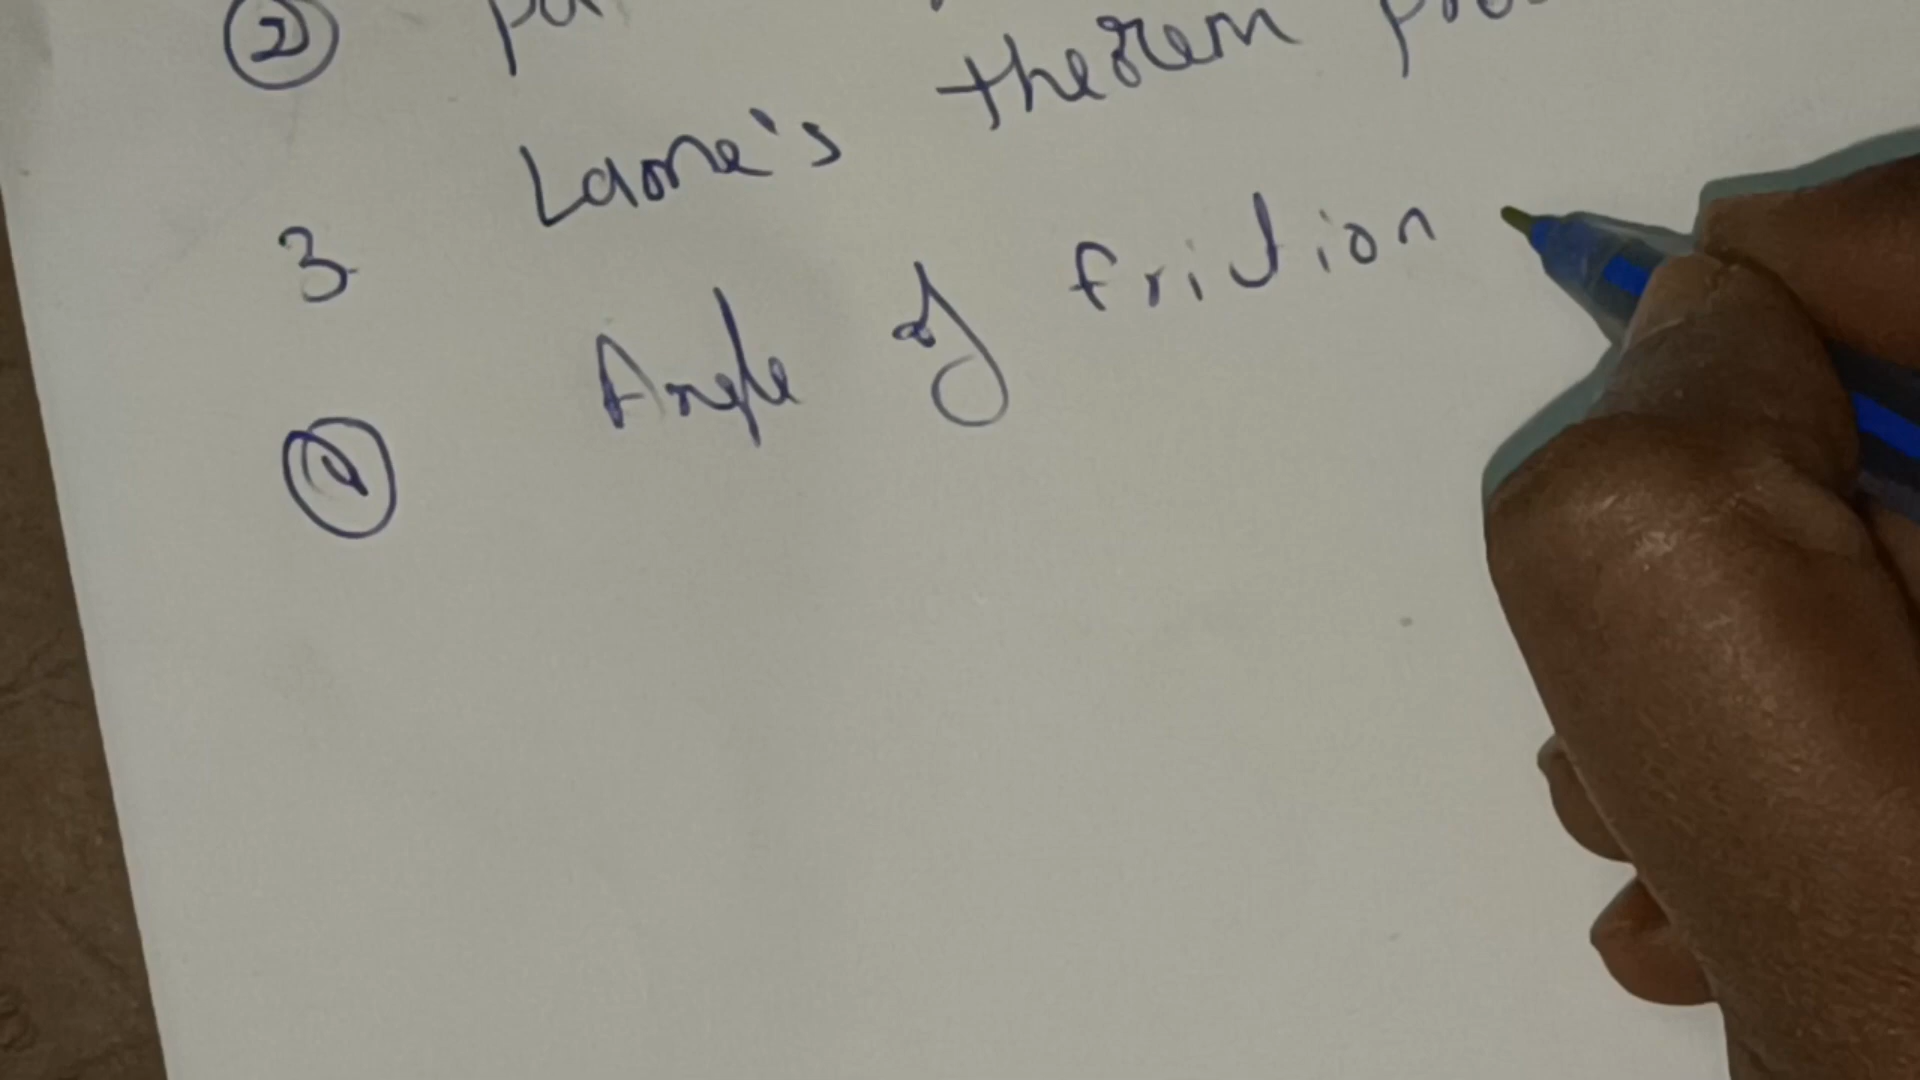 ②
3 Lame's therem
④ Angle of friction